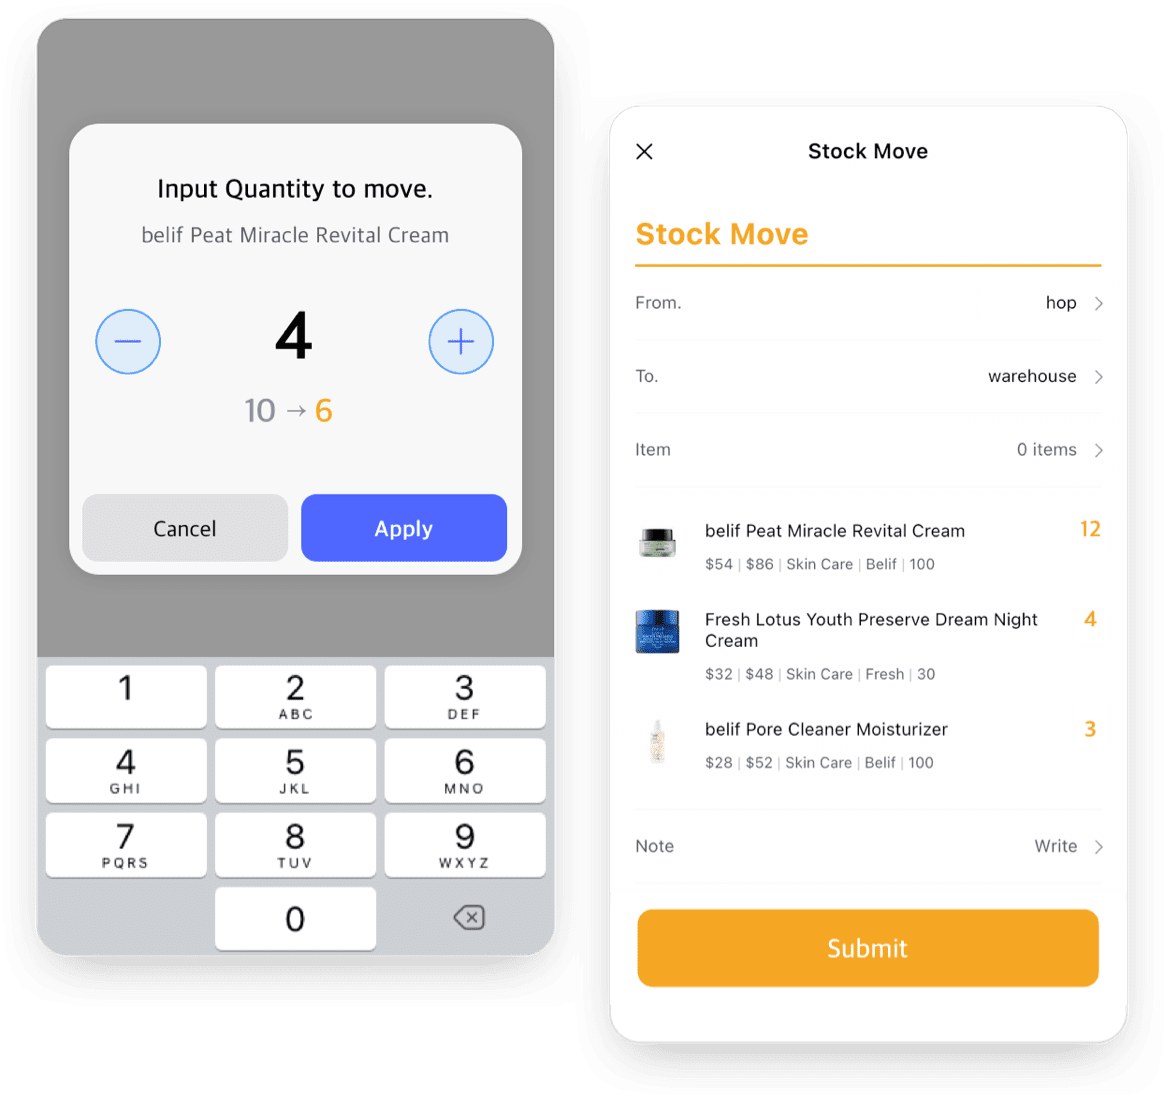 Input Quantity to move.
belif Peat Miracle Revital Cream
4
10 → 6
Cancel
Apply
1
2
ABC
3
DEF
4
GHI
5
JKL
6
MNO
7
PQRS
8
TUV
9
WXYZ
0
Stock Move
Stock Move
From.
hop
To.
warehouse
Item
0 items
belif Peat Miracle Revital Cream
12
$54 | $86 | Skin Care | Belif | 100
Fresh Lotus Youth Preserve Dream Night
Cream
4
$32 | $48 | Skin Care | Fresh | 30
belif Pore Cleaner Moisturizer
3
$28 | $52 | Skin Care | Belif | 100
Note
Write
Submit